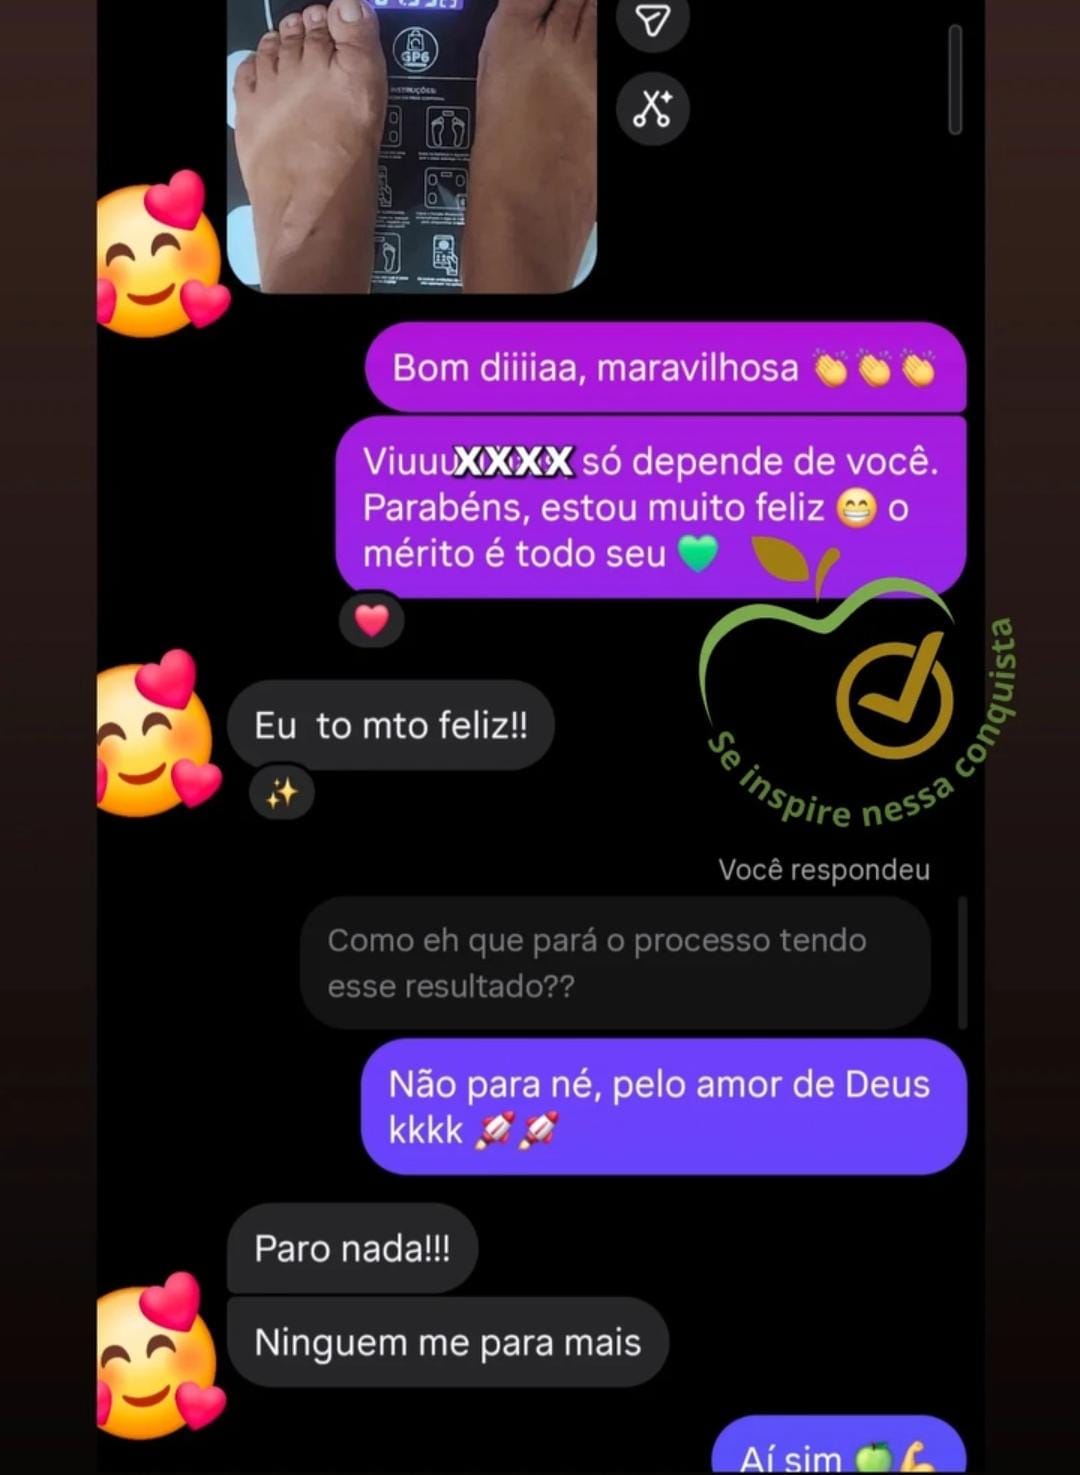 GP6
INSTRUÇÕES:
Bom diiiiaa, maravilhosa 👏👏👏
Viuuuxxxx só depende de você.
Parabéns, estou muito feliz 😁 o
mérito é todo seu 💚
Eu to mto feliz!!
Se inspire nessa conquista
Você respondeu
Como eh que pará o processo tendo
esse resultado??
Não para né, pelo amor de Deus
kkkk 🚀🚀
Paro nada!!!
Ninguem me para mais
Aí sim 🍏💪